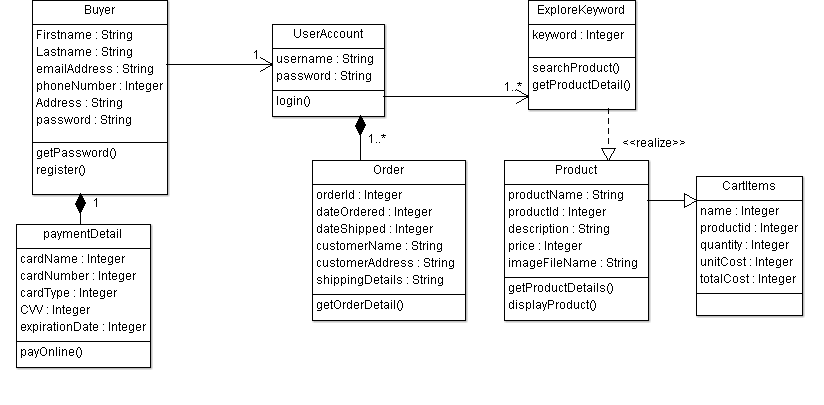 Buyer
Firstname : String
Lastname : String
emailAddress : String
phoneNumber : Integer
Address : String
password : String
getPassword()
register()
1
paymentDetail
cardName : Integer
cardNumber : Integer
cardType : Integer
CVV : Integer
expirationDate : Integer
payOnline()
1.
UserAccount
username : String
password : String
login()
1..*
Order
orderId : Integer
dateOrdered : Integer
dateShipped : Integer
customerName : String
customerAddress : String
shippingDetails : String
getOrderDetail()
1..*
ExploreKeyword
keyword : Integer
searchProduct()
getProductDetail()
<<realize>>
Product
productName : String
productId : Integer
description : String
price : Integer
imageFileName : String
getProductDetails()
displayProduct()
CartItems
name : Integer
productid : Integer
quantity : Integer
unitCost : Integer
totalCost : Integer